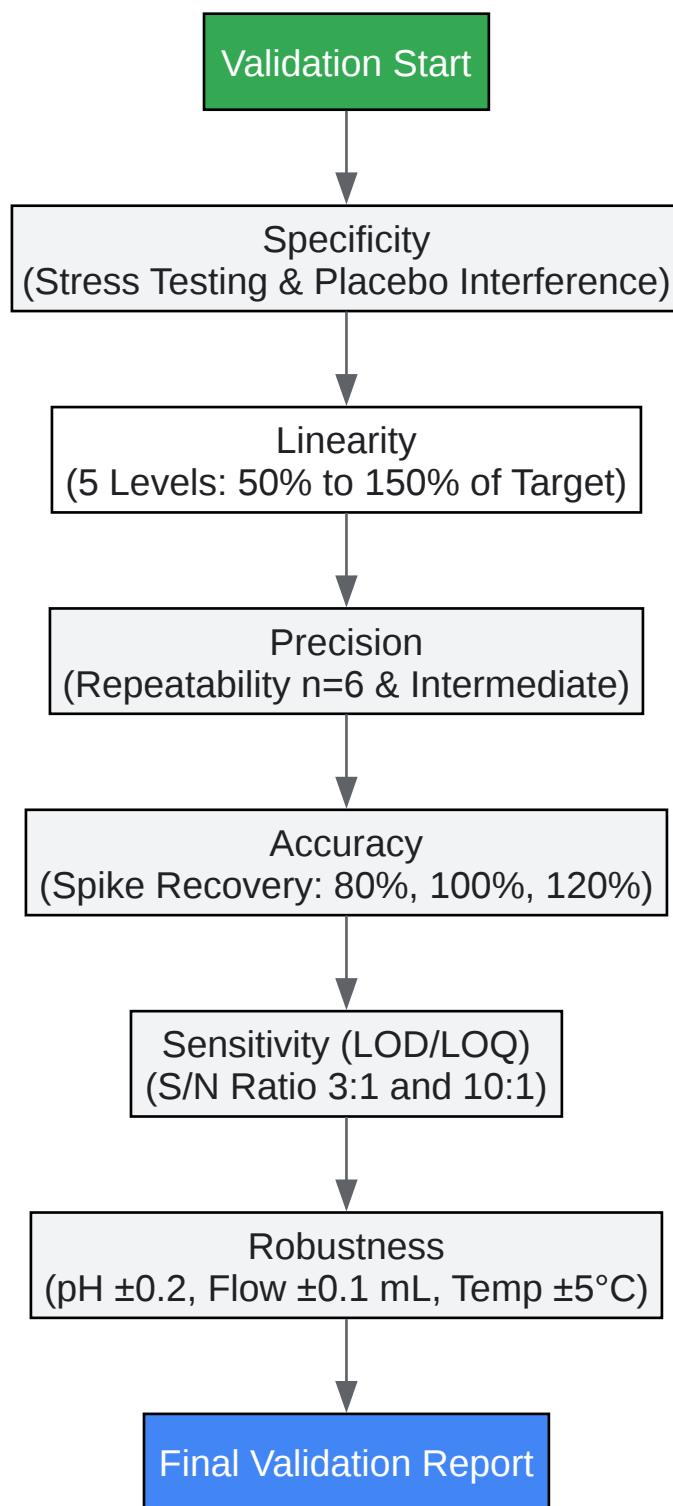 Validation Start
Specificity
(Stress Testing & Placebo Interference)
Linearity
(5 Levels: 50% to 150% of Target)
Precision
(Repeatability n=6 & Intermediate)
Accuracy
(Spike Recovery: 80%, 100%, 120%)
Sensitivity (LOD/LOQ)
(S/N Ratio 3:1 and 10:1)
Robustness
(pH ±0.2, Flow ±0.1 mL, Temp ±5°C)
Final Validation Report